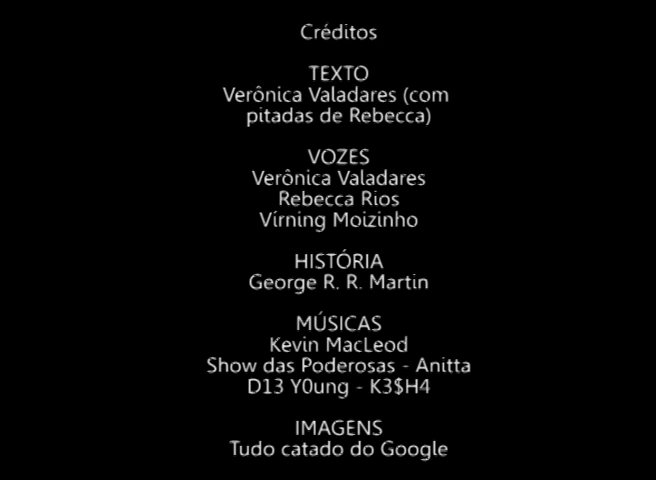 Créditos
TEXTO
Verônica Valadares (com
pitadas de Rebecca)
VOZES
Verônica Valadares
Rebecca Rios
Vírning Moizinho
HISTÓRIA
George R. R. Martin
MÚSICAS
Kevin MacLeod
Show das Poderosas - Anitta
D13 Y0ung - K3$H4
IMAGENS
Tudo catado do Google